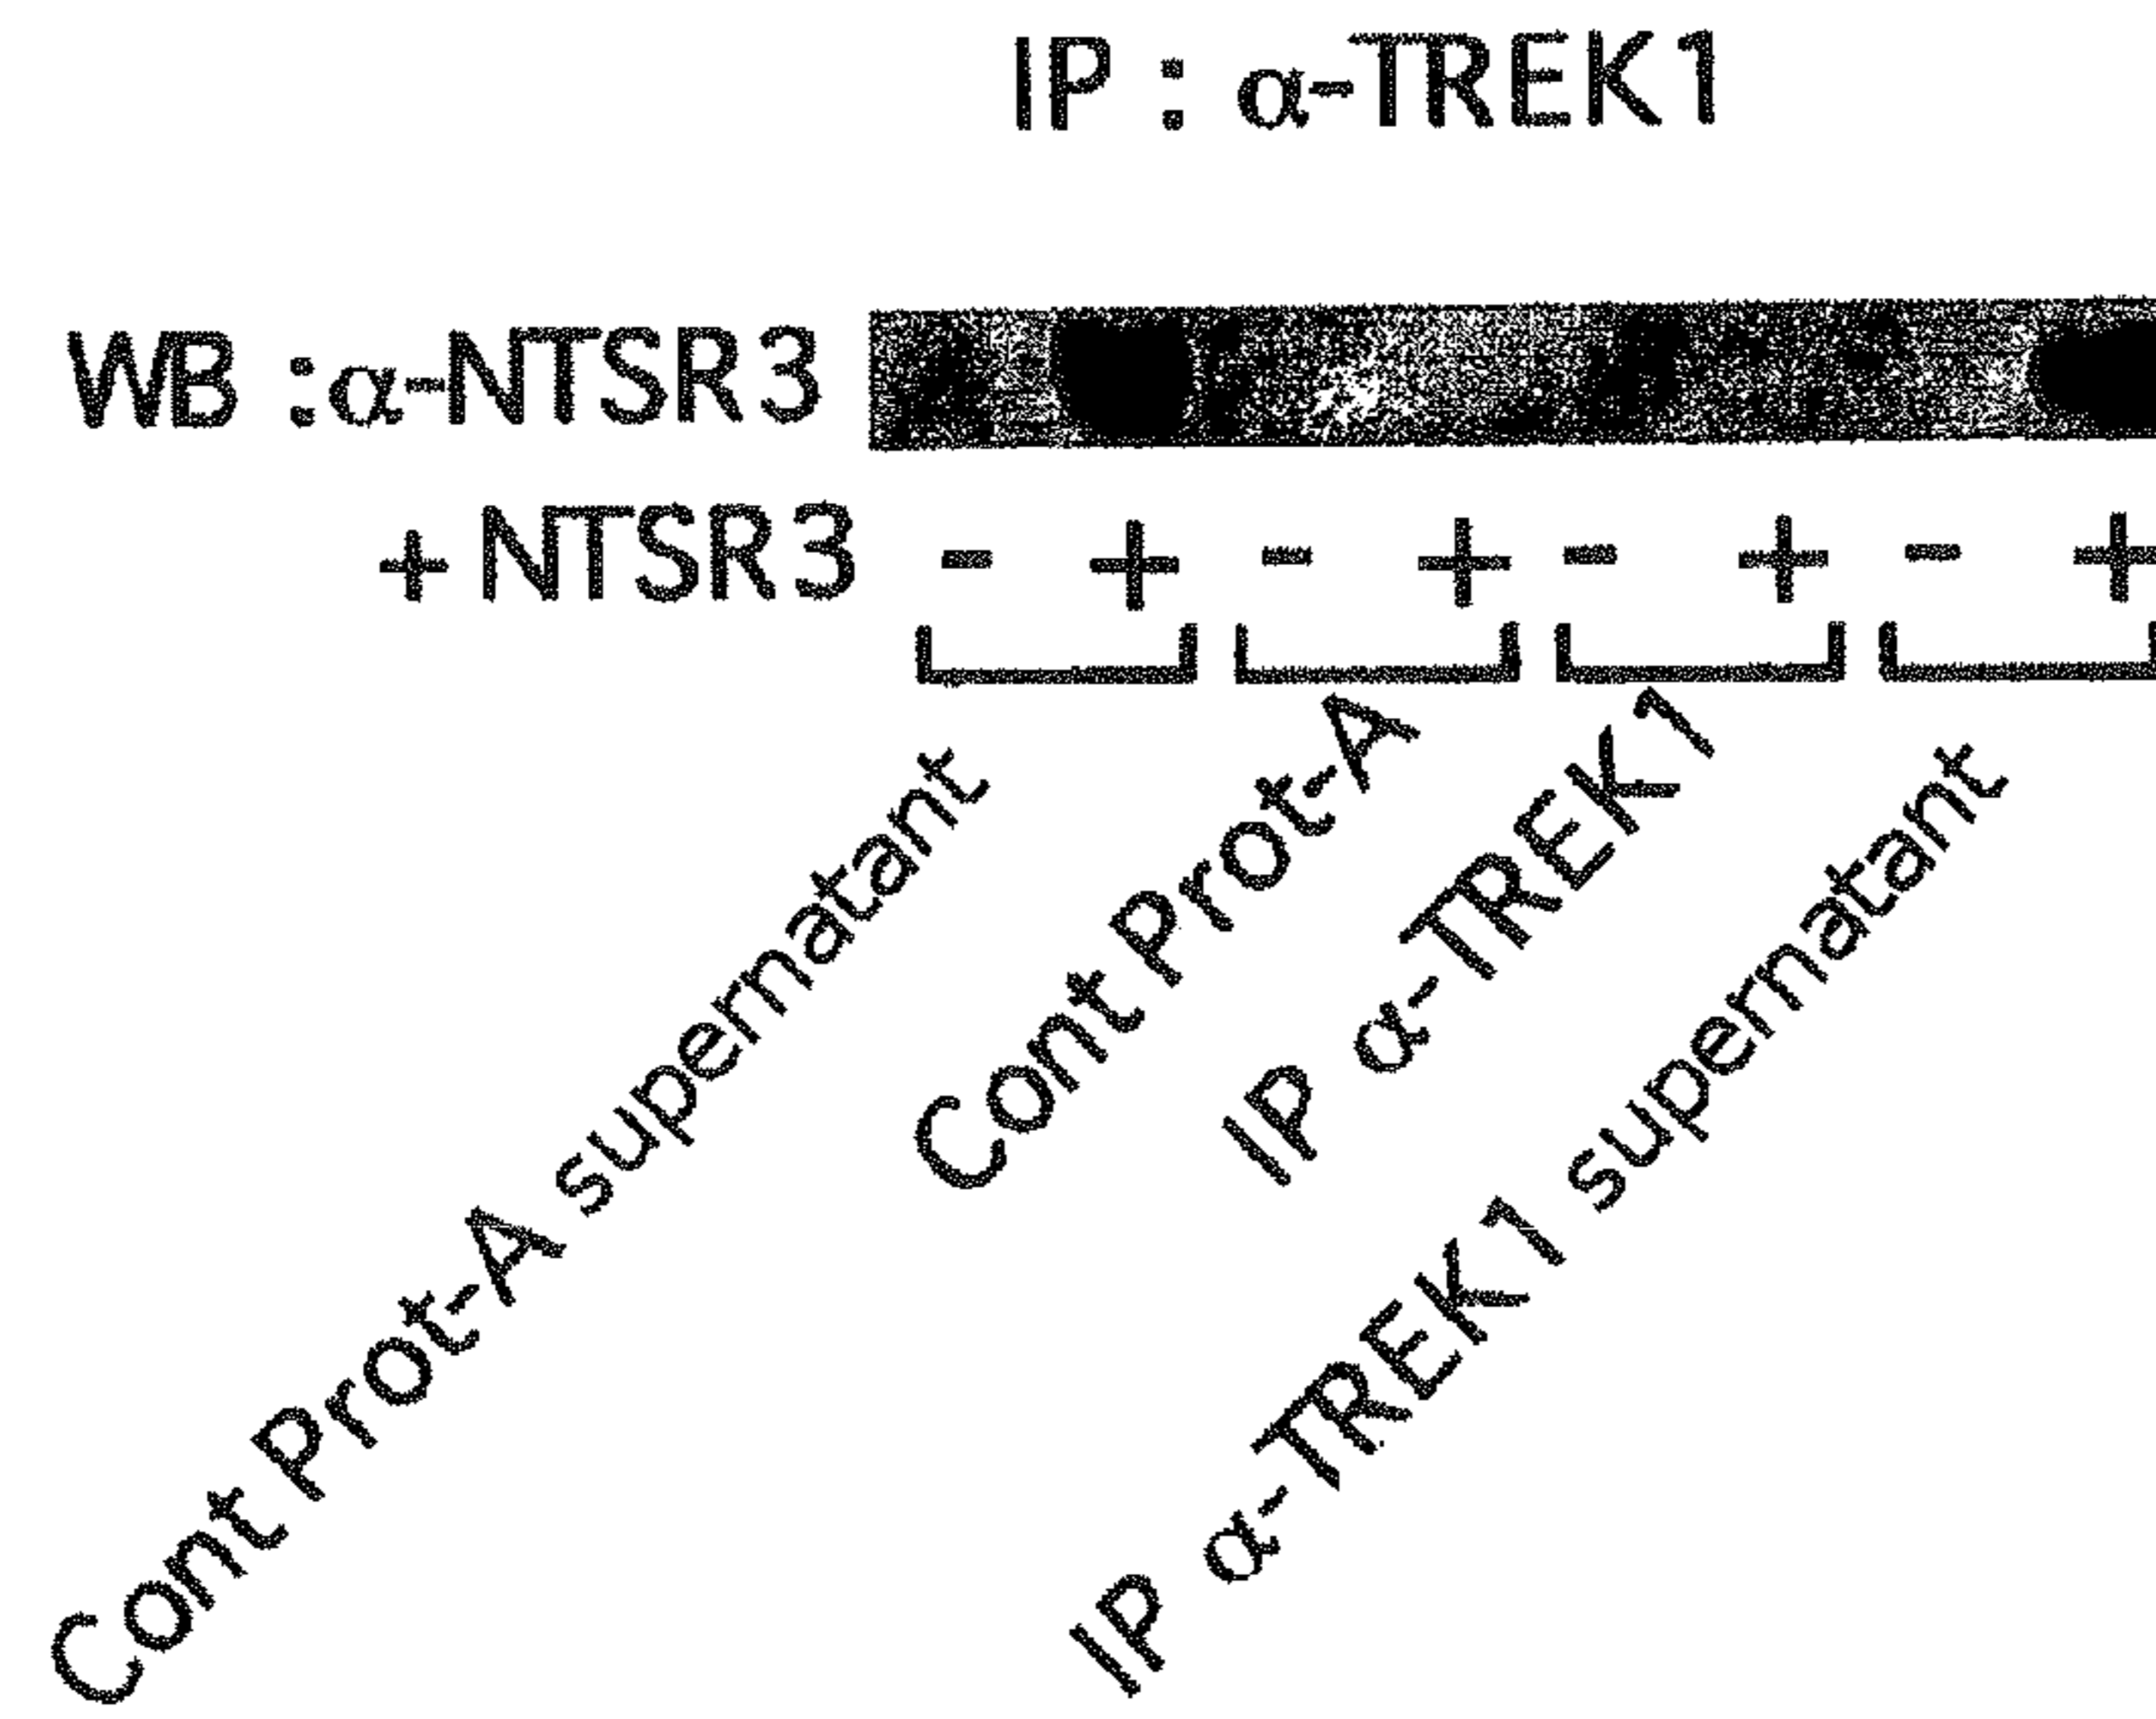 IP : α-TREK1
WB :α-NTSR3
+ NTSR3 - + - + - + - +
Cont Prot-A supernatant
Cont Prot-A
IP α-TREK1
IP α-TREK1 supernatant